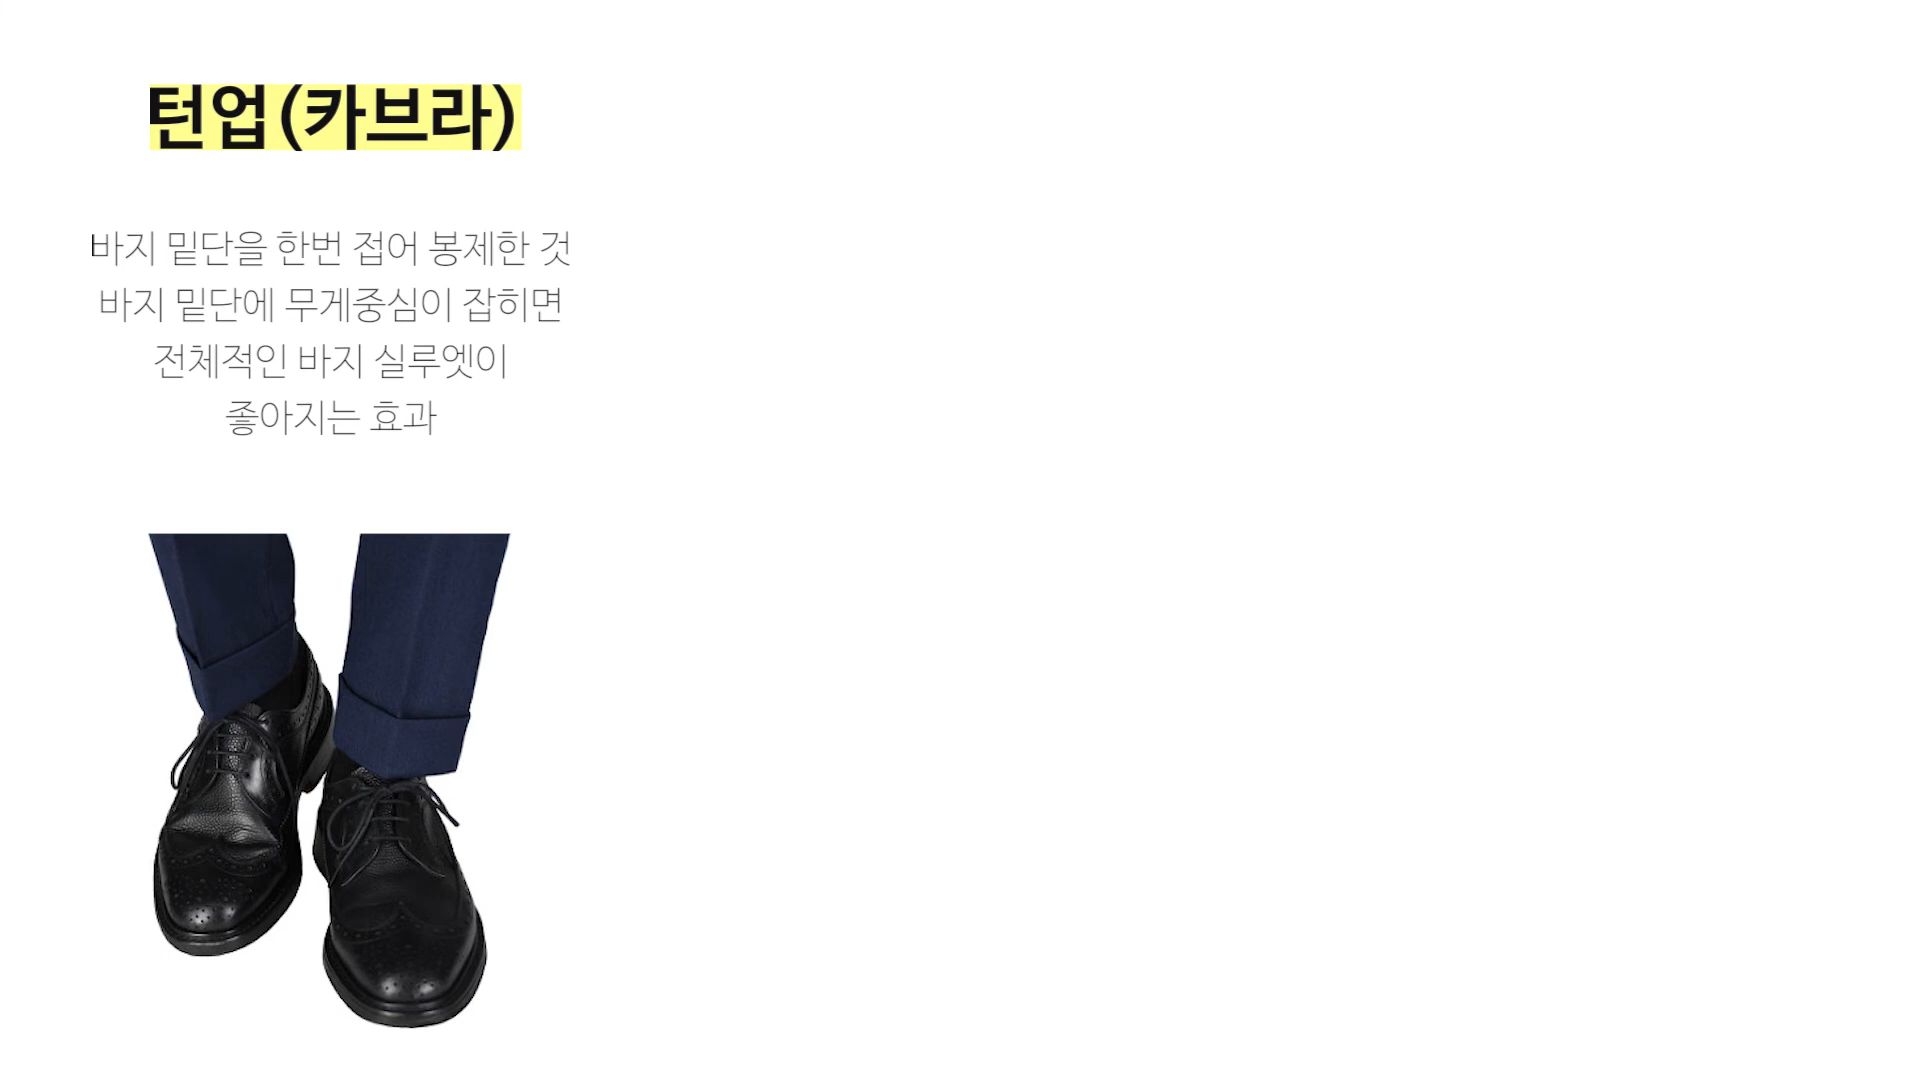 턴업(카브라)
바지 밑단을 한번 접어 봉제한 것
바지 밑단에 무게중심이 잡히면
전체적인 바지 실루엣이
좋아지는 효과